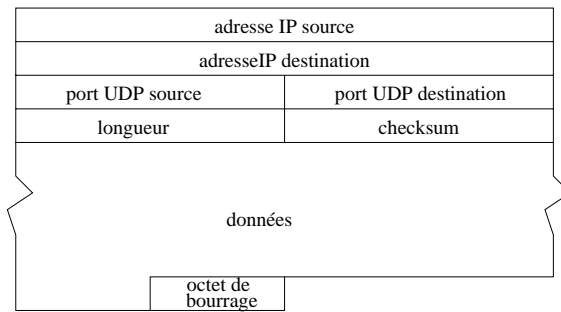 adresse IP source
adresseIP destination
port UDP source port UDP destination
longueur checksum
données
octet de
bourrage